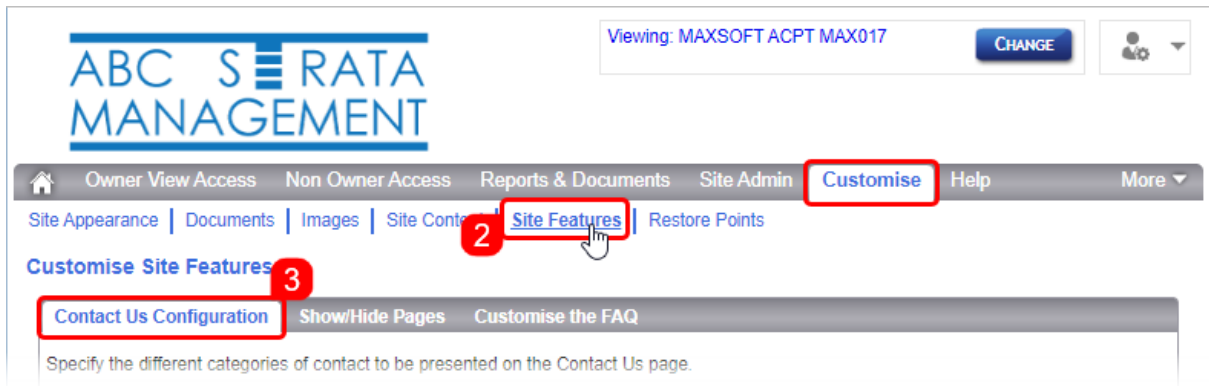 Viewing: MAXSOFT ACPT MAX017
CHANGE
ABC STRATA
MANAGEMENT
Owner View Access Non Owner Access Reports & Documents Site Admin Customise Help More
Site Appearance | Documents | Images | Site Conte | Site Features | Restore Points
2
Customise Site Features
3
Contact Us Configuration Show/Hide Pages Customise the FAQ
Specify the different categories of contact to be presented on the Contact Us page.